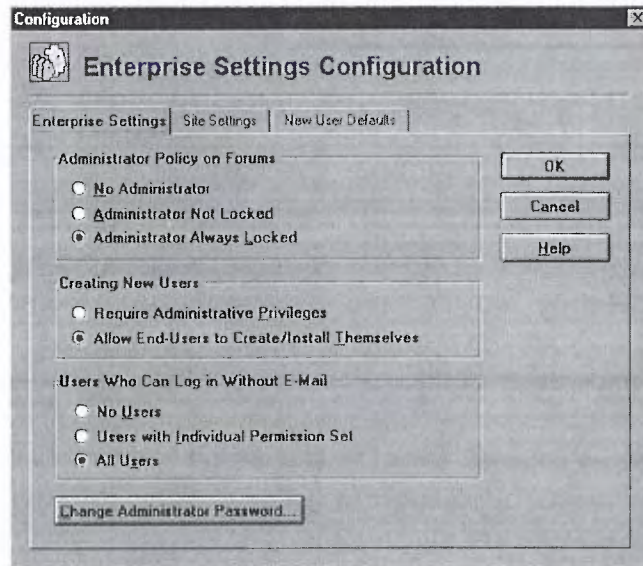 Configuration
Enterprise Settings Configuration
Enterprise Settings Site Settings New User Defaults
Administrator Policy on Forums
No Administrator
Administrator Not Locked
Administrator Always Locked
OK
Cancel
Help
Creating New Users
Require Administrative Privileges
Allow End-Users to Create/Install Themselves
Users Who Can Log in Without E-Mail
No Users
Users with Individual Permission Set
All Users
Change Administrator Password...